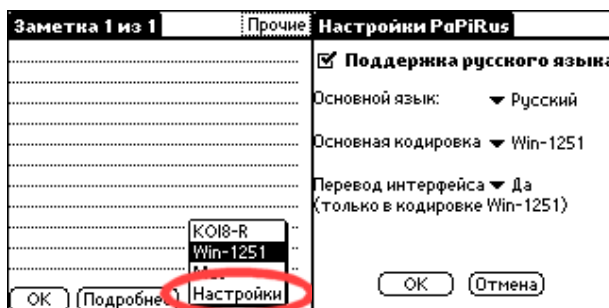 Заметка 1 из 1
Прочие
KOI8-R
Win-1251
Настройки
OK
Подробнее
Настройки PaPiRus
Поддержка русского языка
Основной язык: Русский
Основная кодировка Win-1251
Перевод интерфейса Да
(только в кодировке Win-1251)
OK
Отмена